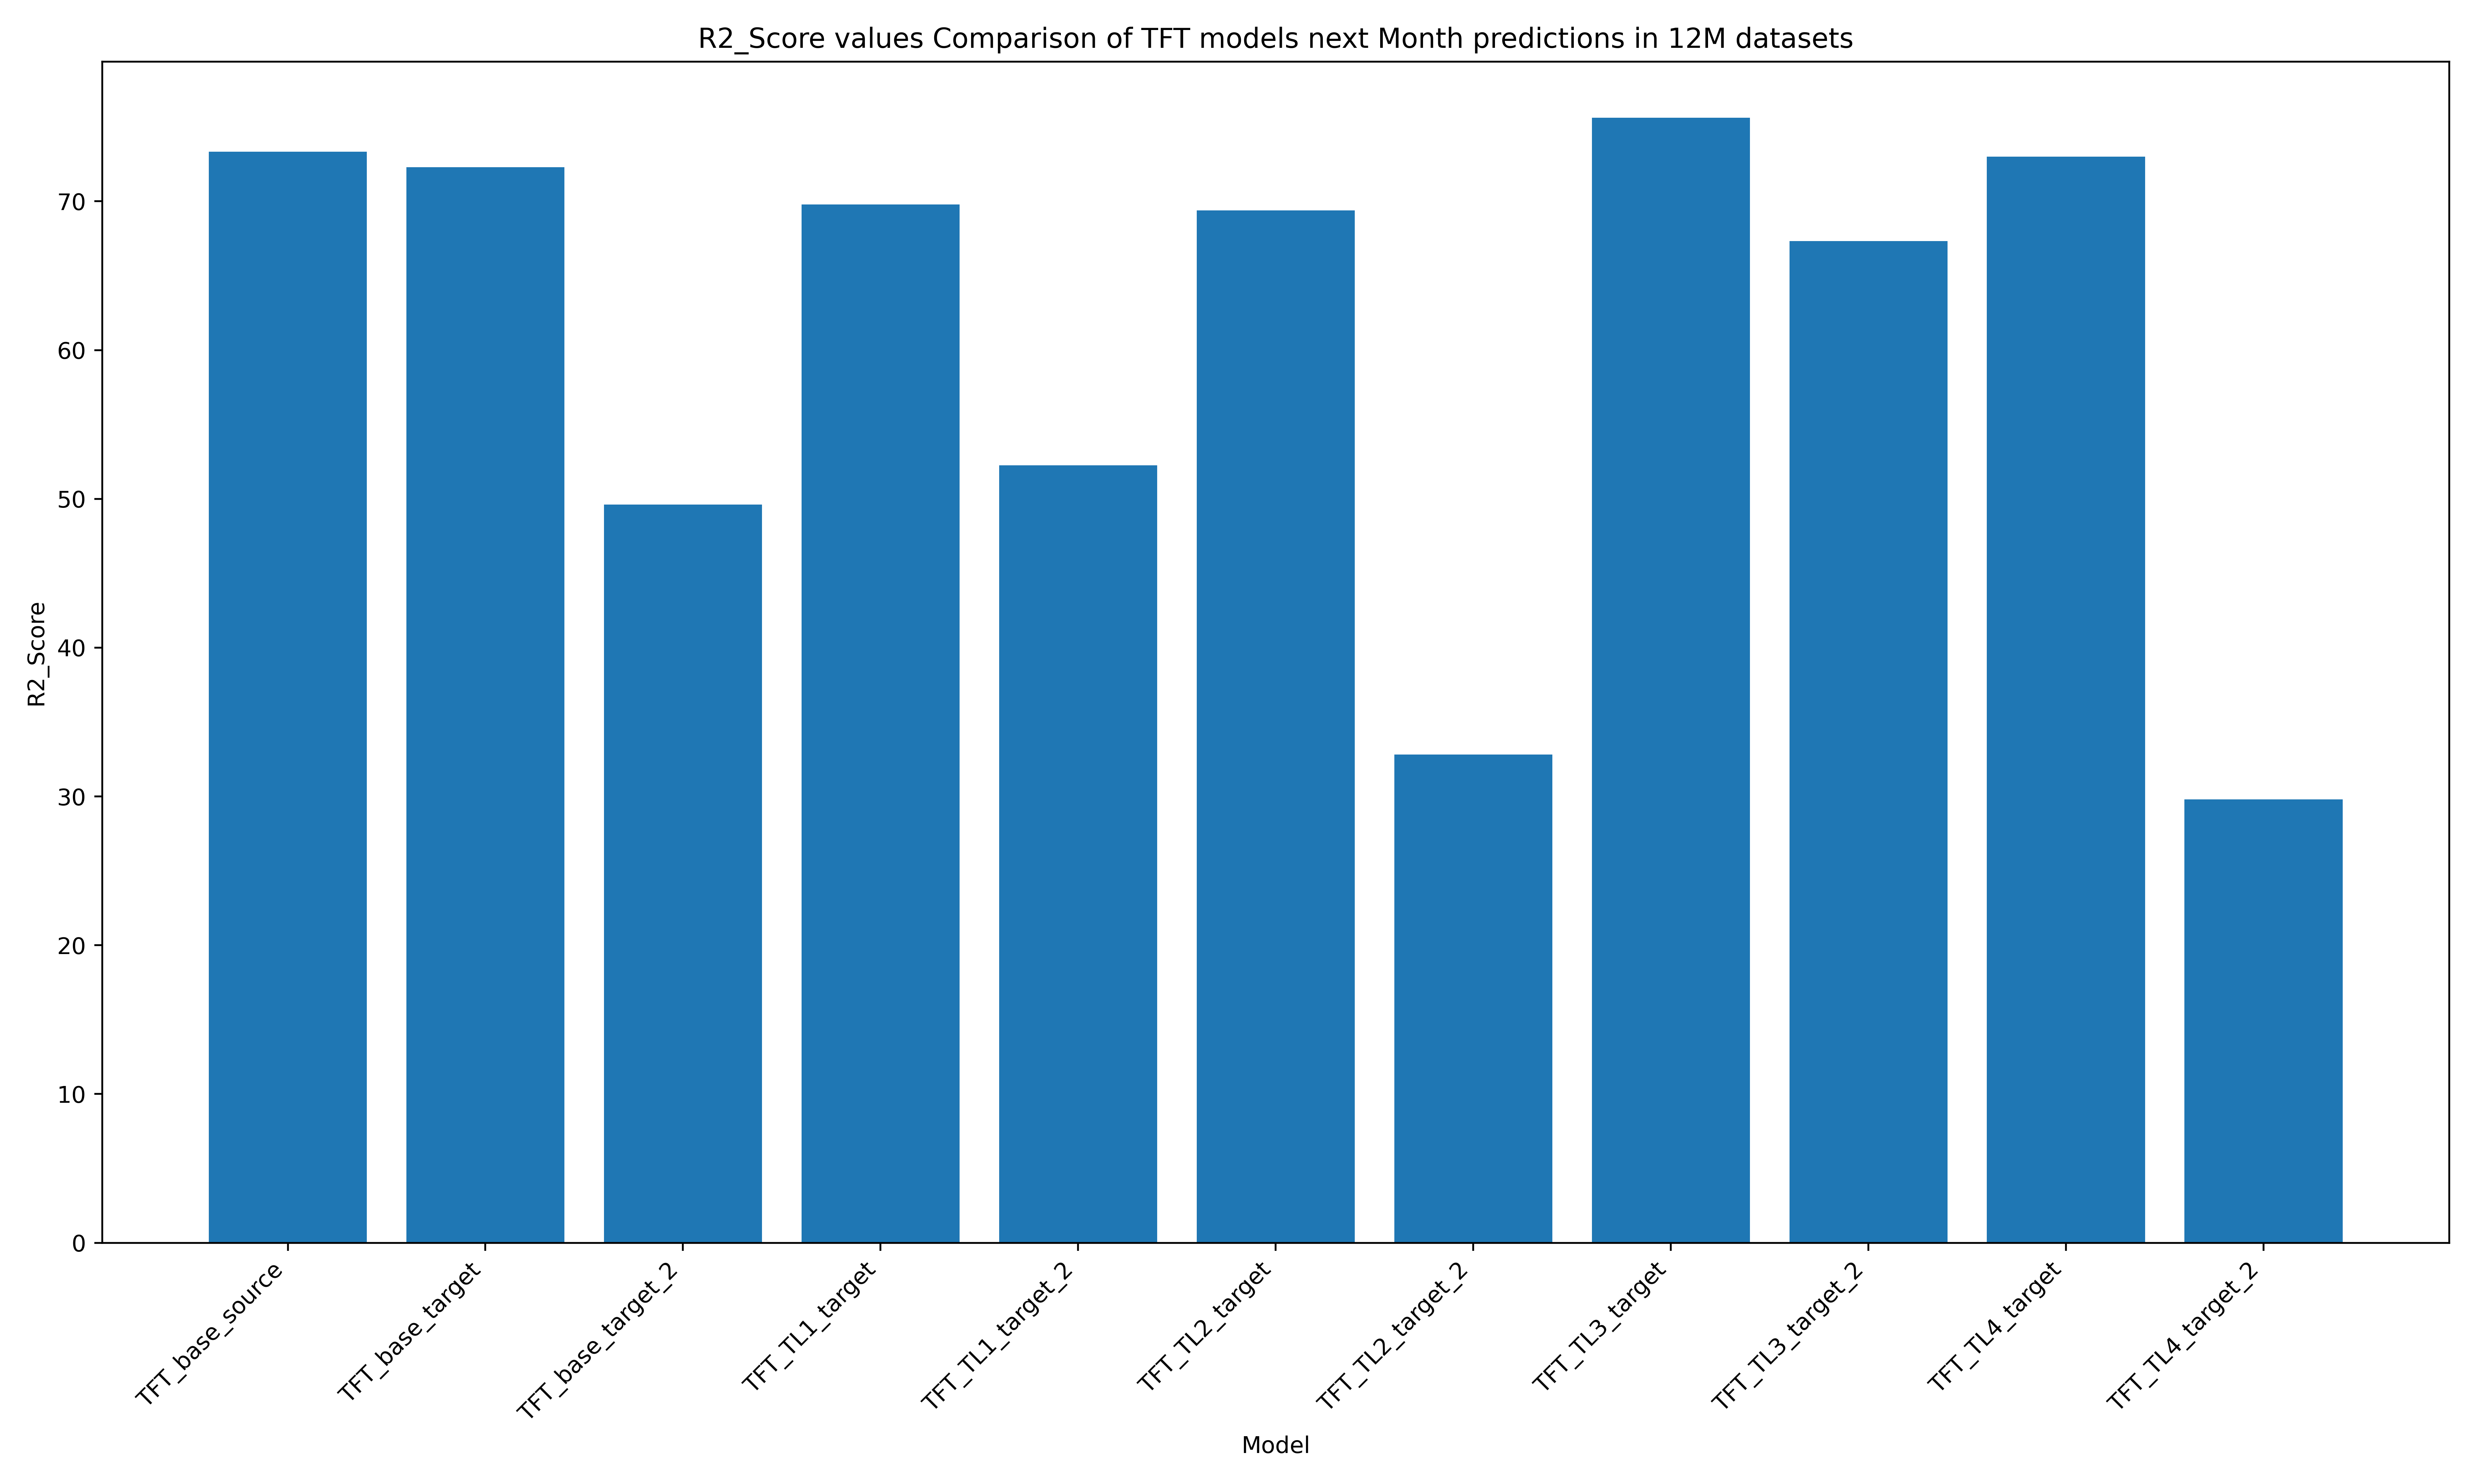 R2_Score values Comparison of TFT models next Month predictions in 12M datasets
R2_Score
70
60
50
40
30
20
10
0
TFT_base_source
TFT_base_target
TFT_base_target_2
TFT_TL1_target
TFT_TL1_target_2
TFT_TL2_target
TFT_TL2_target_2
TFT_TL3_target
TFT_TL3_target_2
TFT_TL4_target
TFT_TL4_target_2
Model